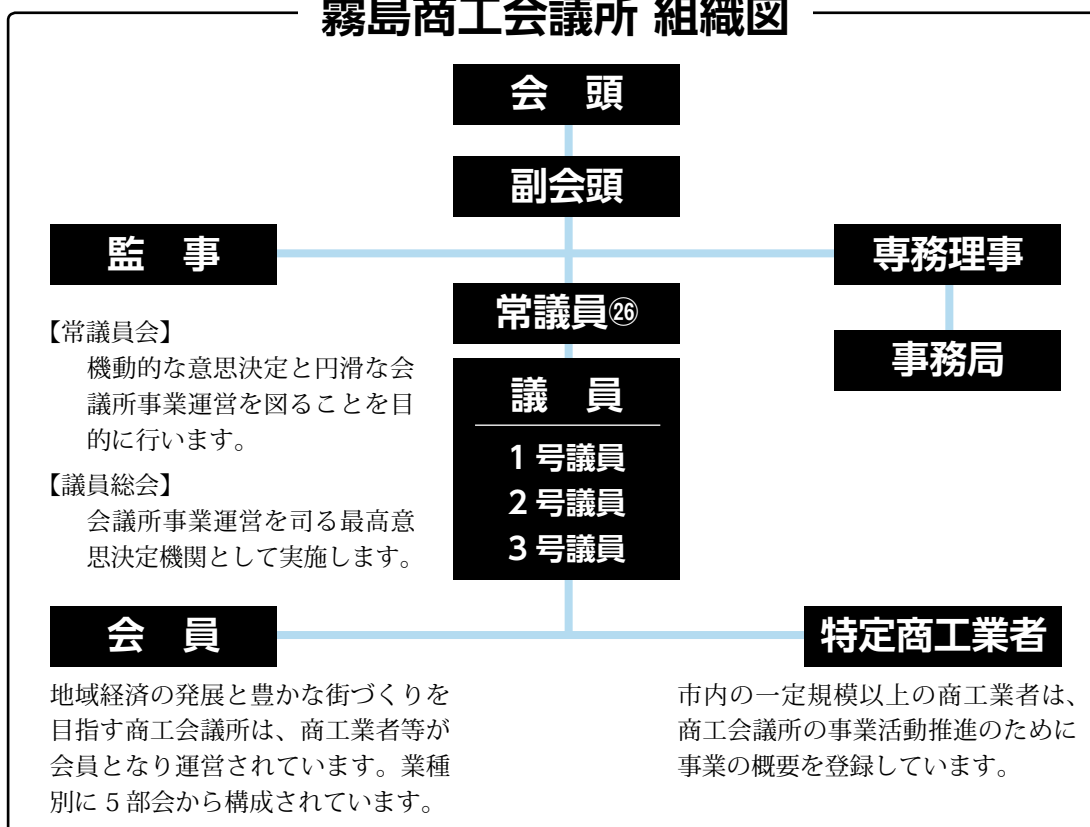 霧島商工会議所 組織図
会　頭
副会頭
監　事
専務理事
常議員㉖
事務局
【常議員会】
機動的な意思決定と円滑な会
議所事業運営を図ることを目
的に行います。
【議員総会】
会議所事業運営を司る最高意
思決定機関として実施します。
議　員
1 号議員
2 号議員
3 号議員
会　員
特定商工業者
地域経済の発展と豊かな街づくりを
目指す商工会議所は、商工業者等が
会員となり運営されています。業種
別に 5 部会から構成されています。
市内の一定規模以上の商工業者は、
商工会議所の事業活動推進のために
事業の概要を登録しています。